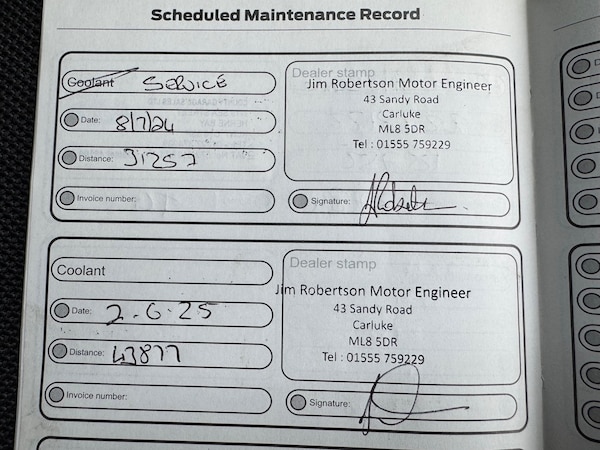 Scheduled Maintenance Record
Coolant SERVICE
Date: 8/7/24
Distance: 31257
Invoice number:
Dealer stamp
Jim Robertson Motor Engineer
43 Sandy Road
Carluke
ML8 5DR
Tel : 01555 759229
Signature:
Coolant
Date: 2.6.25
Distance: 43877
Invoice number:
Dealer stamp
Jim Robertson Motor Engineer
43 Sandy Road
Carluke
ML8 5DR
Tel : 01555 759229
Signature: